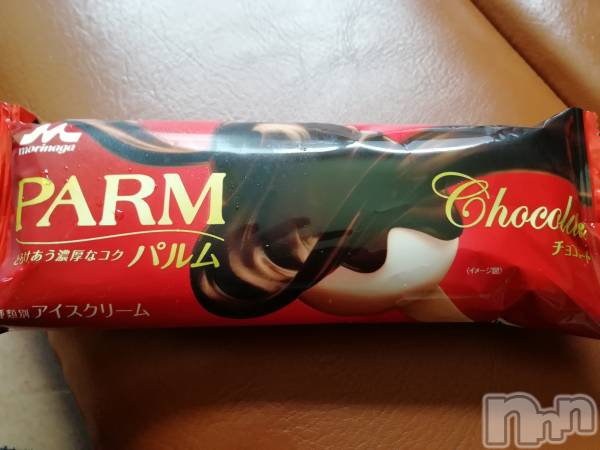 morinaga
PARM
とけあう濃厚なコク パルム
Chocolate
チョコレート
(イメージ図)
種類別 アイスクリーム
nnn